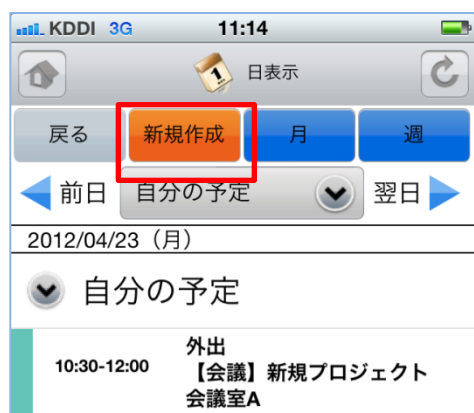 KDDI 3G 11:14
1 日表示
戻る 新規作成 月 週
前日 自分の予定 翌日
2012/04/23（月）
自分の予定
10:30-12:00 外出
【会議】新規プロジェクト
会議室A